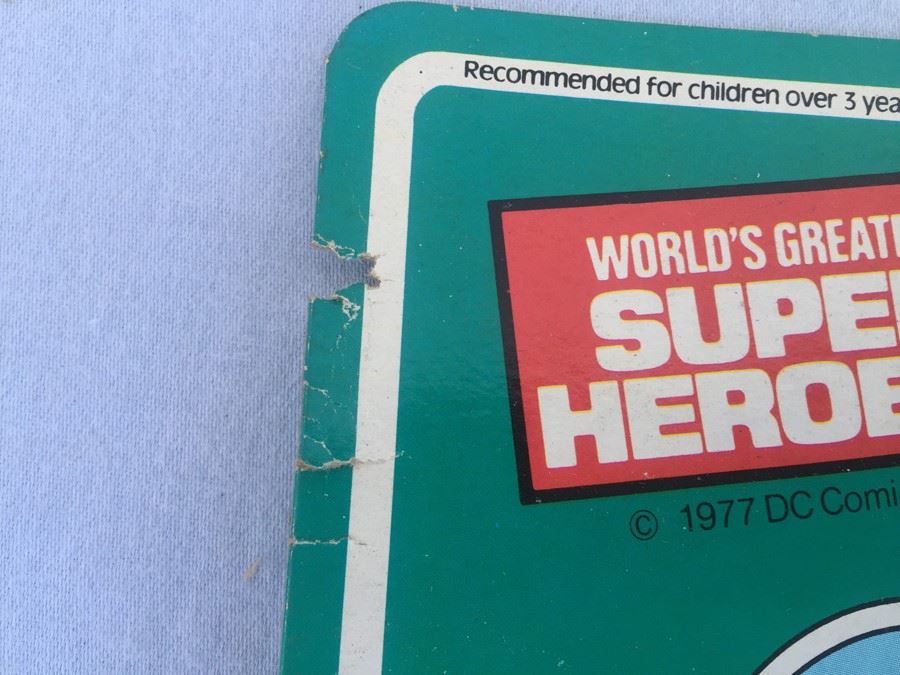 Recommended for children over 3 yea
WORLD'S GREAT
SUPE
HEROE
© 1977 DC Comi